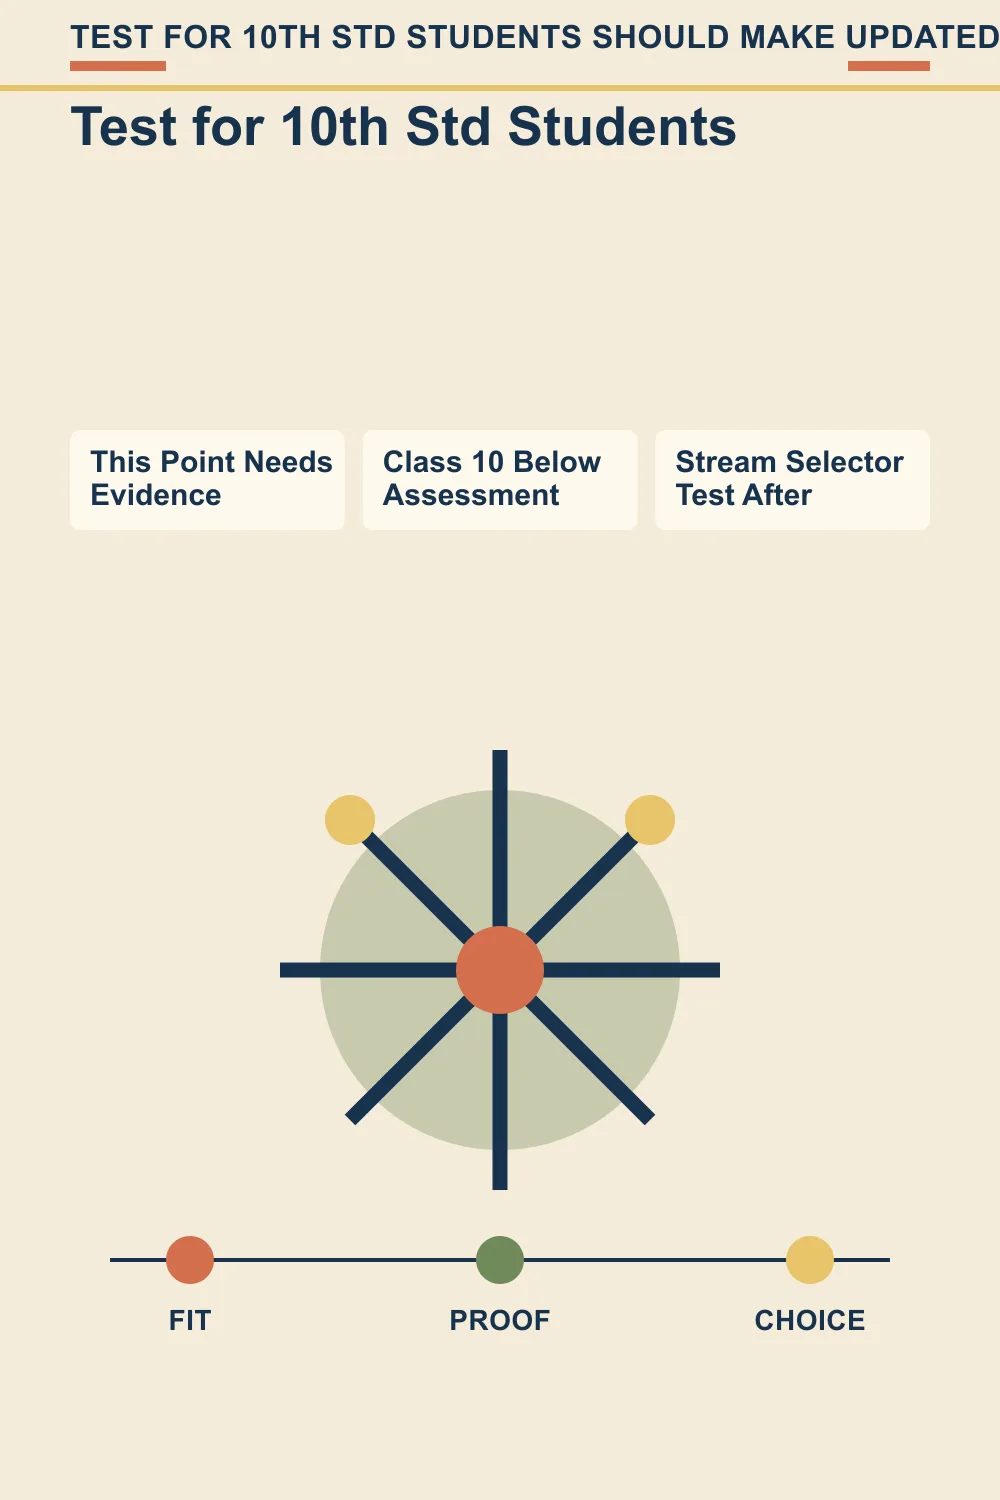 TEST FOR 10TH STD STUDENTS SHOULD MAKE UPDATED
Test for 10th Std Students
This Point Needs
Evidence
Class 10 Below
Assessment
Stream Selector
Test After
FIT
PROOF
CHOICE